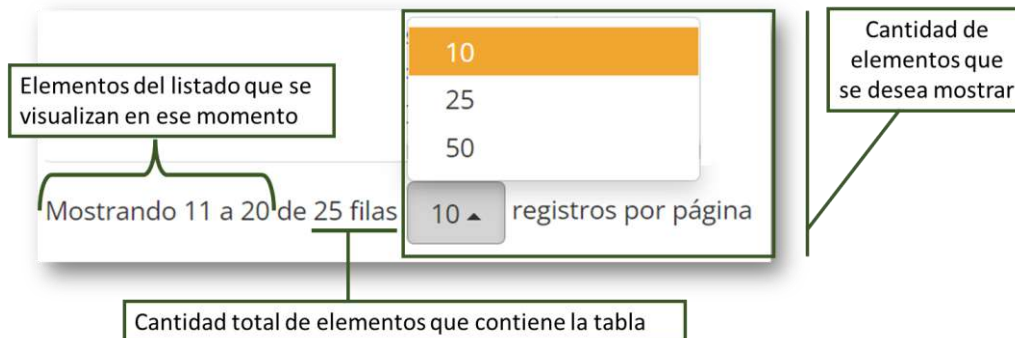 10
25
50
Elementos del listado que se
visualizan en ese momento
Cantidad de
elementos que
se desea mostrar
Mostrando 11 a 20 de 25 filas 10 registros por página
Cantidad total de elementos que contiene la tabla